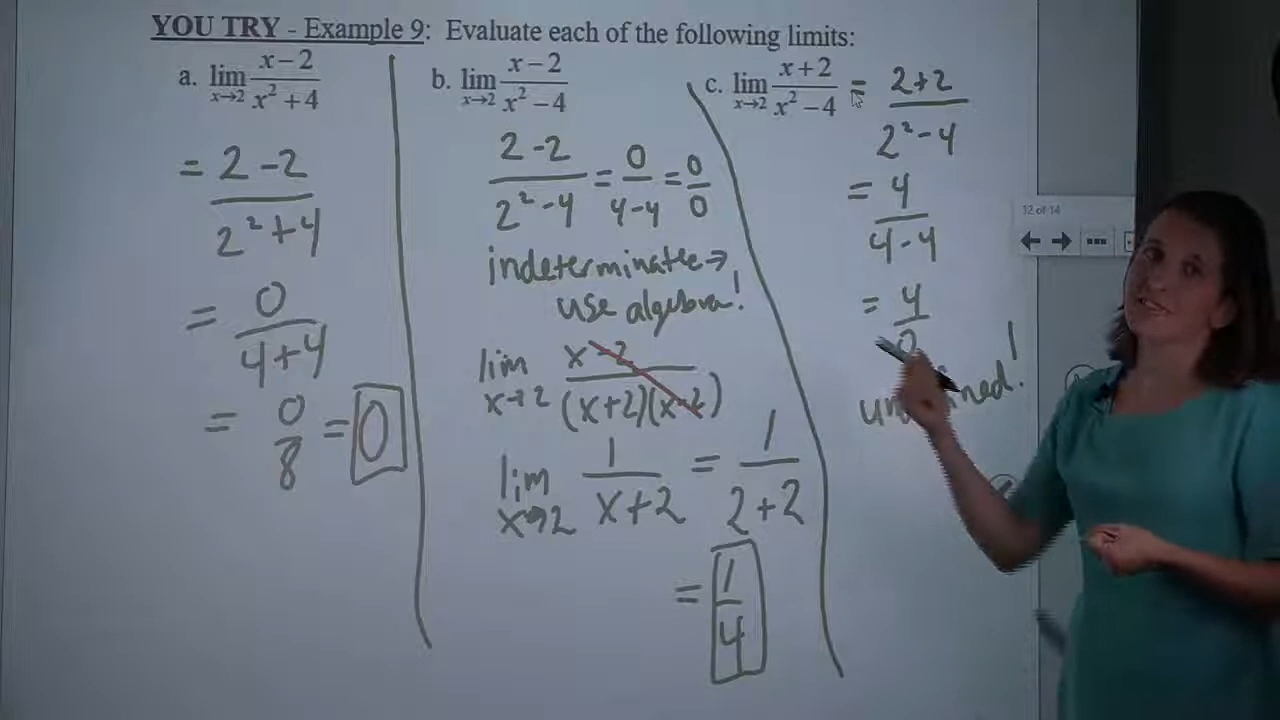 YOU TRY - Example 9: Evaluate each of the following limits:
a. lim x→2 (x-2)/(x²+4)
= (2-2)/(2²+4)
= 0/(4+4)
= 0/8 = 0
b. lim x→2 (x-2)/(x²-4)
(2-2)/(2²-4) = 0/(4-4) = 0/0
indeterminate →
use algebra!
lim x→2 (x-2)/((x+2)(x-2))
lim x→2 1/(x+2) = 1/(2+2)
= 1/4
c. lim x→2 (x+2)/(x²-4) = (2+2)/(2²-4)
= 4/(4-4)
= 4/0
undefined!
12 of 14